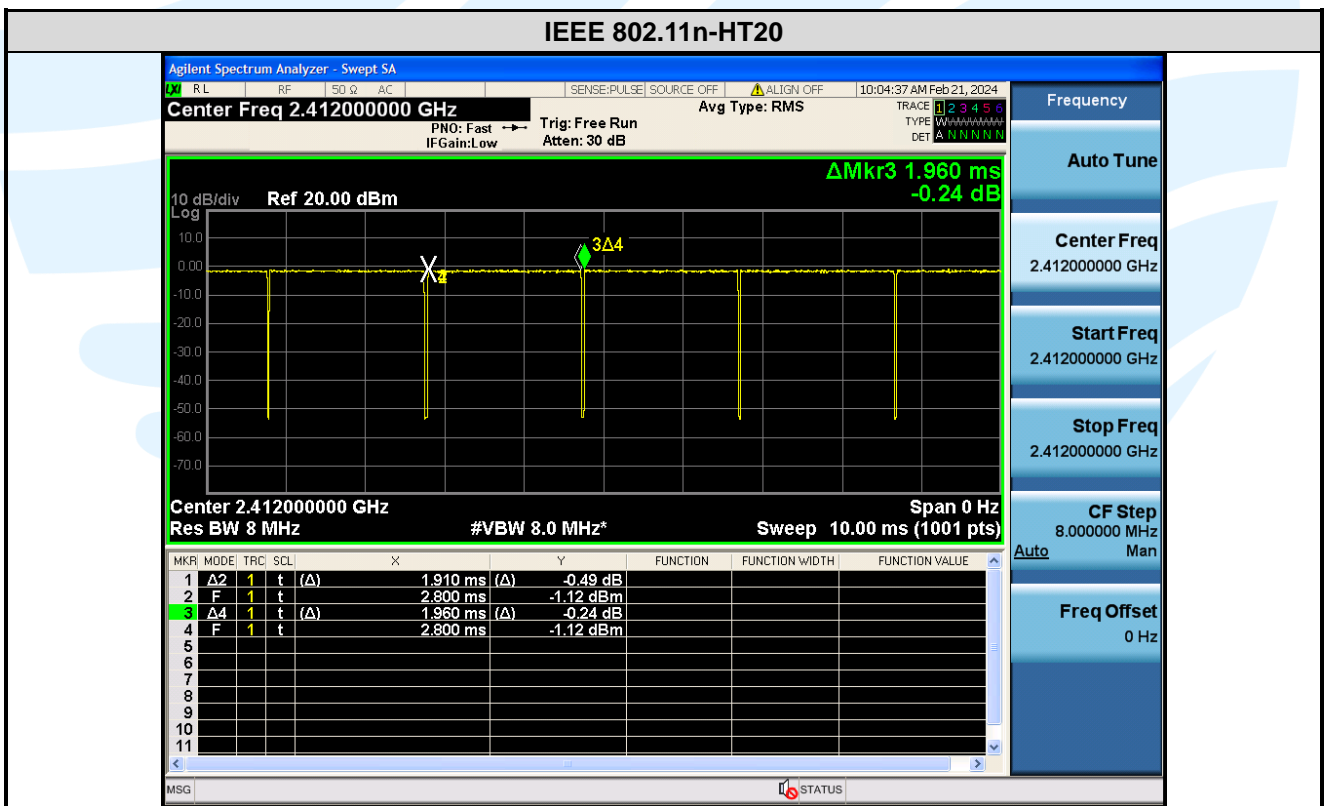 IEEE 802.11n-HT20
Agilent Spectrum Analyzer - Swept SA
LXI RL RF 50 Ω AC SENSE:PULSE SOURCE OFF ALIGN OFF 10:04:37 AM Feb 21, 2024
Center Freq 2.412000000 GHz
PNO: Fast
IFGain:Low
Trig: Free Run
Atten: 30 dB
Avg Type: RMS
TRACE 1 2 3 4 5 6
TYPE
DET A N N N N N
ΔMkr3 1.960 ms
-0.24 dB
10 dB/div Ref 20.00 dBm
Log
10.0
0.00
-10.0
-20.0
-30.0
-40.0
-50.0
-60.0
-70.0
3Δ4
Center 2.412000000 GHz Span 0 Hz
Res BW 8 MHz #VBW 8.0 MHz* Sweep 10.00 ms (1001 pts)
MKR MODE TRC SCL X Y FUNCTION FUNCTION WIDTH FUNCTION VALUE
1 Δ2 1 t (Δ) 1.910 ms (Δ) -0.49 dB
2 F 1 t 2.800 ms -1.12 dBm
3 Δ4 1 t (Δ) 1.960 ms (Δ) -0.24 dB
4 F 1 t 2.800 ms -1.12 dBm
5
6
7
8
9
10
11
MSG STATUS
Frequency
Auto Tune
Center Freq
2.412000000 GHz
Start Freq
2.412000000 GHz
Stop Freq
2.412000000 GHz
CF Step
8.000000 MHz
Auto Man
Freq Offset
0 Hz